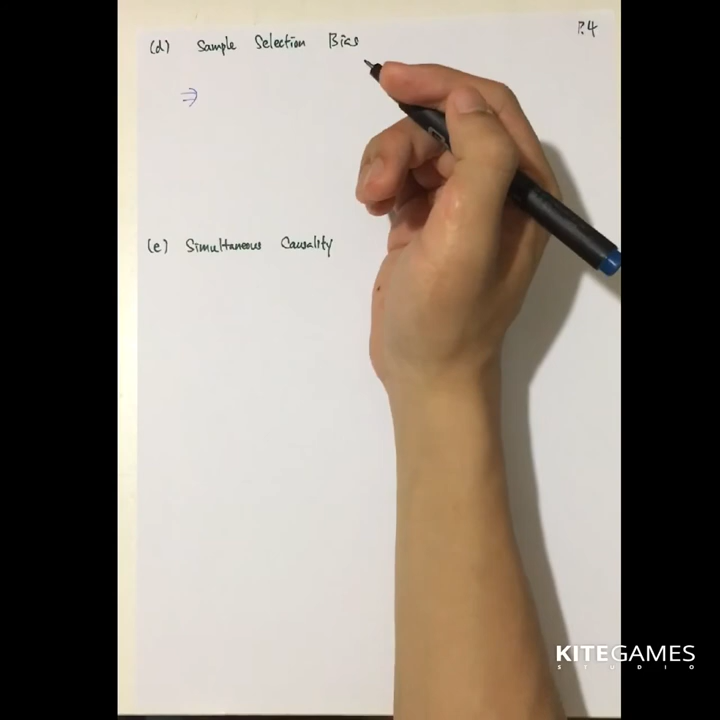 P.4
(d) Sample Selection Bias
⇒
(e) Simultaneous Causality
KITEGAMES
STUDIO